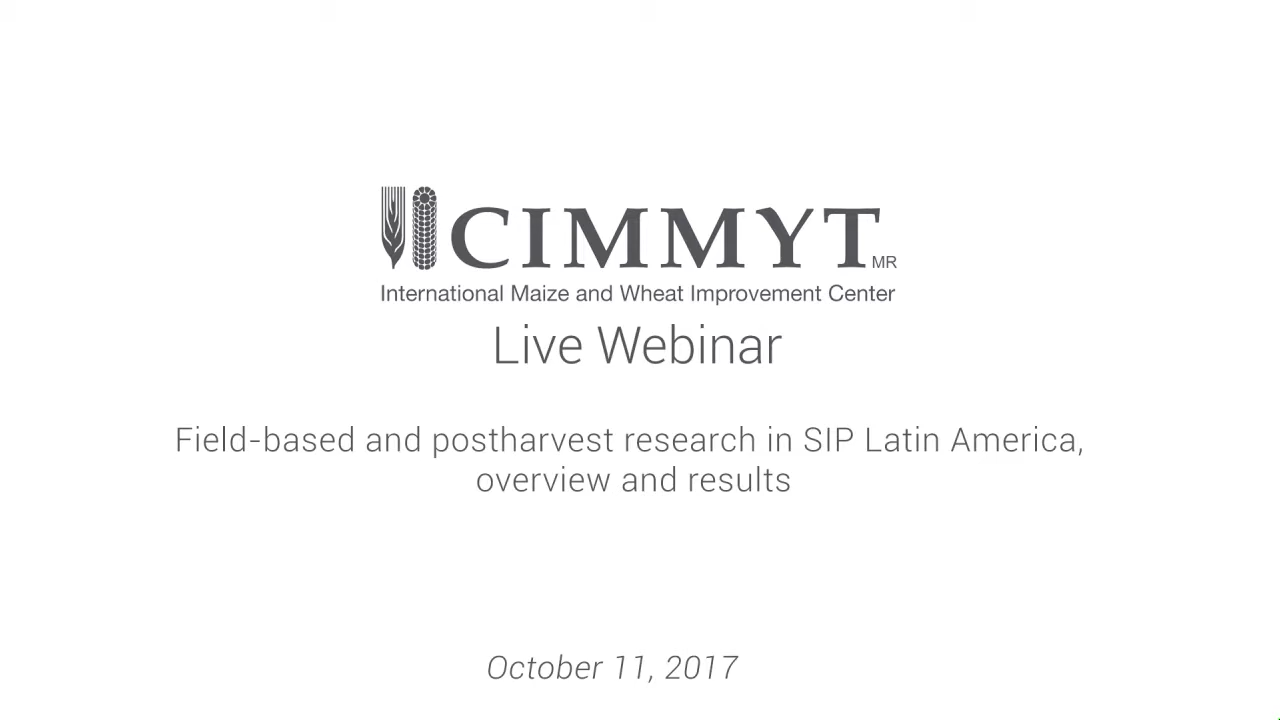 CIMMYT MR
International Maize and Wheat Improvement Center
Live Webinar
Field-based and postharvest research in SIP Latin America,
overview and results
October 11, 2017